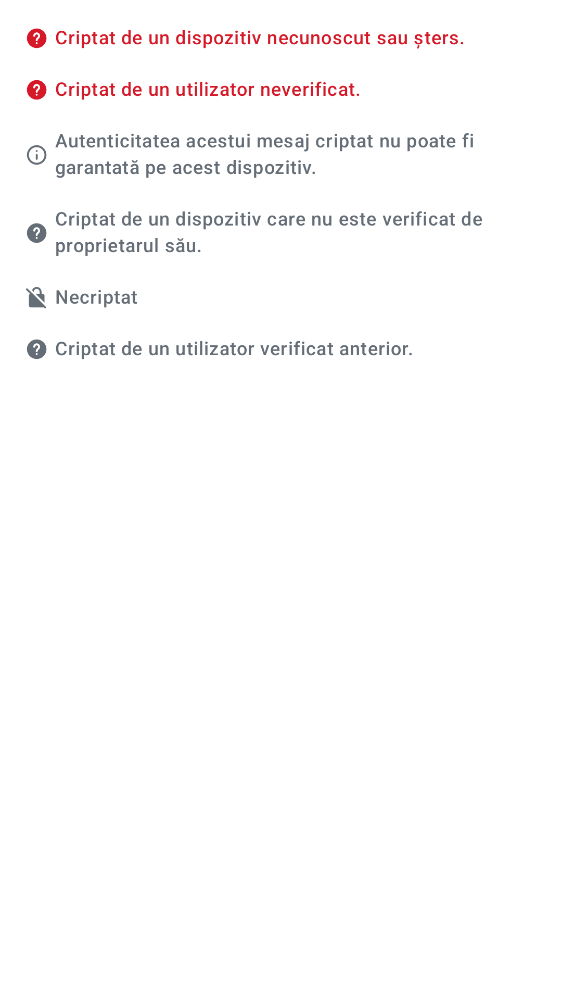 Criptat de un dispozitiv necunoscut sau șters.
Criptat de un utilizator neverificat.
Autenticitatea acestui mesaj criptat nu poate fi
garantată pe acest dispozitiv.
Criptat de un dispozitiv care nu este verificat de
proprietarul său.
Necriptat
Criptat de un utilizator verificat anterior.